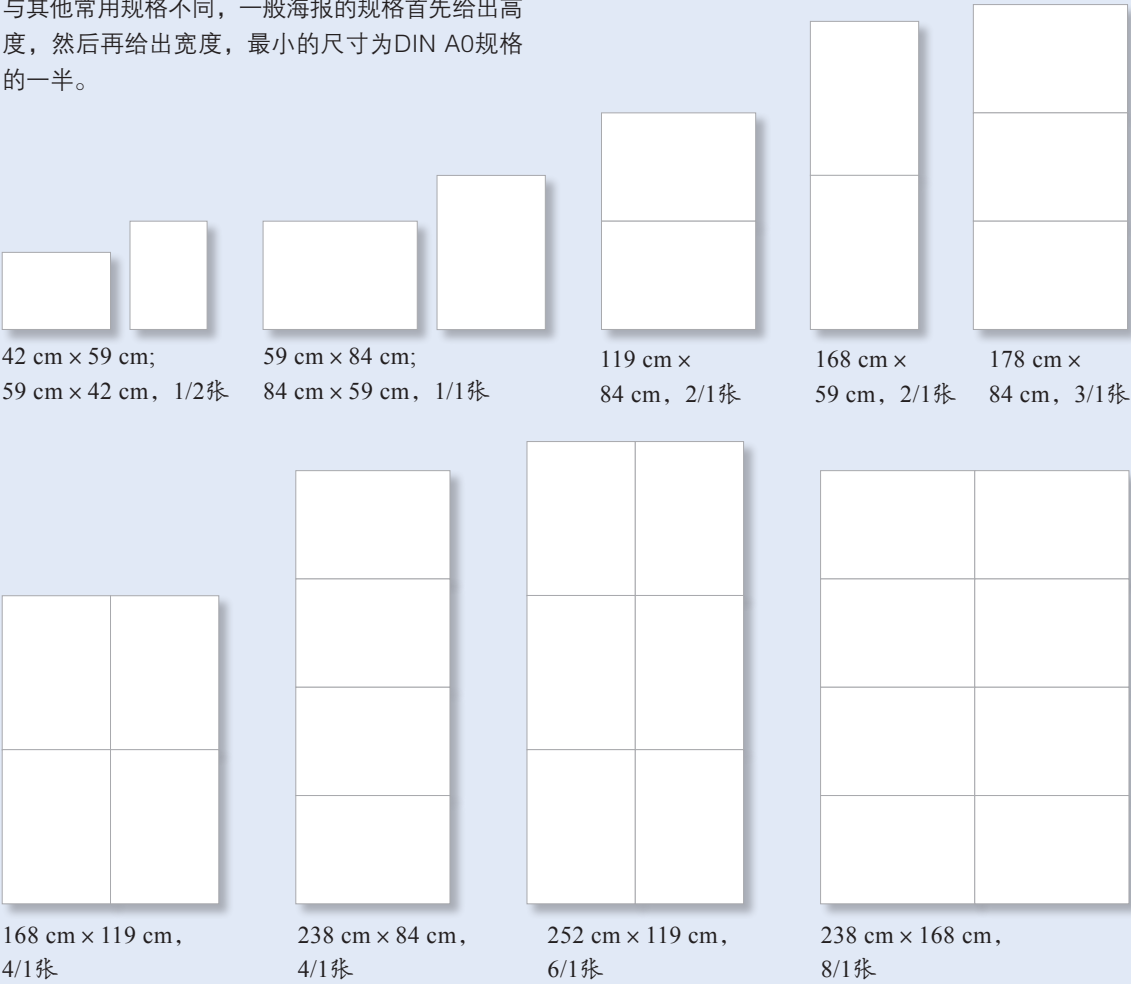 与其他常用规格不同，一般海报的规格首先给出高
度，然后再给出宽度，最小的尺寸为DIN A0规格
的一半。
42 cm × 59 cm;
59 cm × 42 cm，1/2张
59 cm × 84 cm;
84 cm × 59 cm，1/1张
119 cm ×
84 cm，2/1张
168 cm ×
59 cm，2/1张
178 cm ×
84 cm，3/1张
168 cm × 119 cm，
4/1张
238 cm × 84 cm，
4/1张
252 cm × 119 cm，
6/1张
238 cm × 168 cm，
8/1张